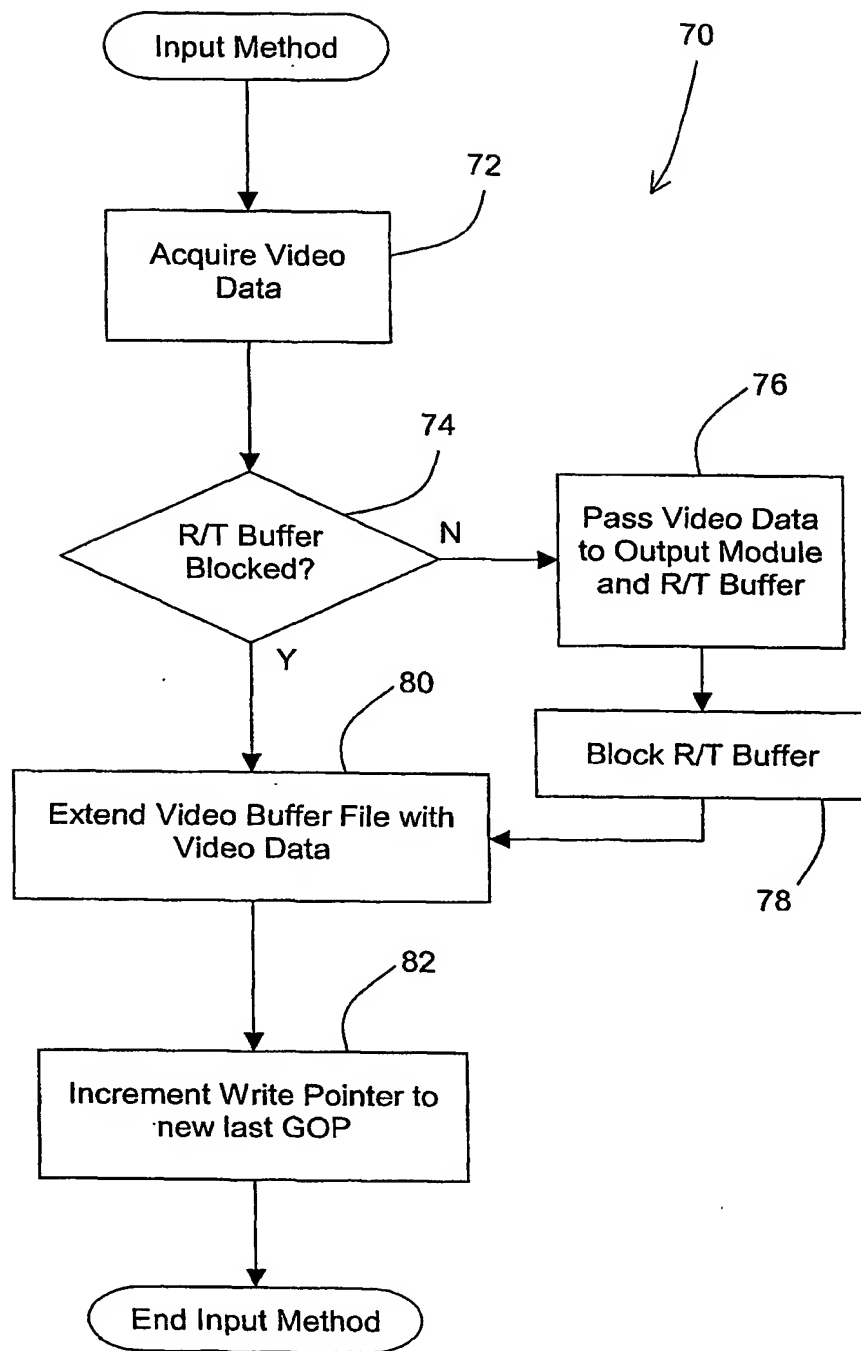 Input Method
70
72
Acquire Video
Data
74
76
R/T Buffer
Blocked?
N
Pass Video Data
to Output Module
and R/T Buffer
Y
80
Block R/T Buffer
Extend Video Buffer File with
Video Data
78
82
Increment Write Pointer to
new last GOP
End Input Method